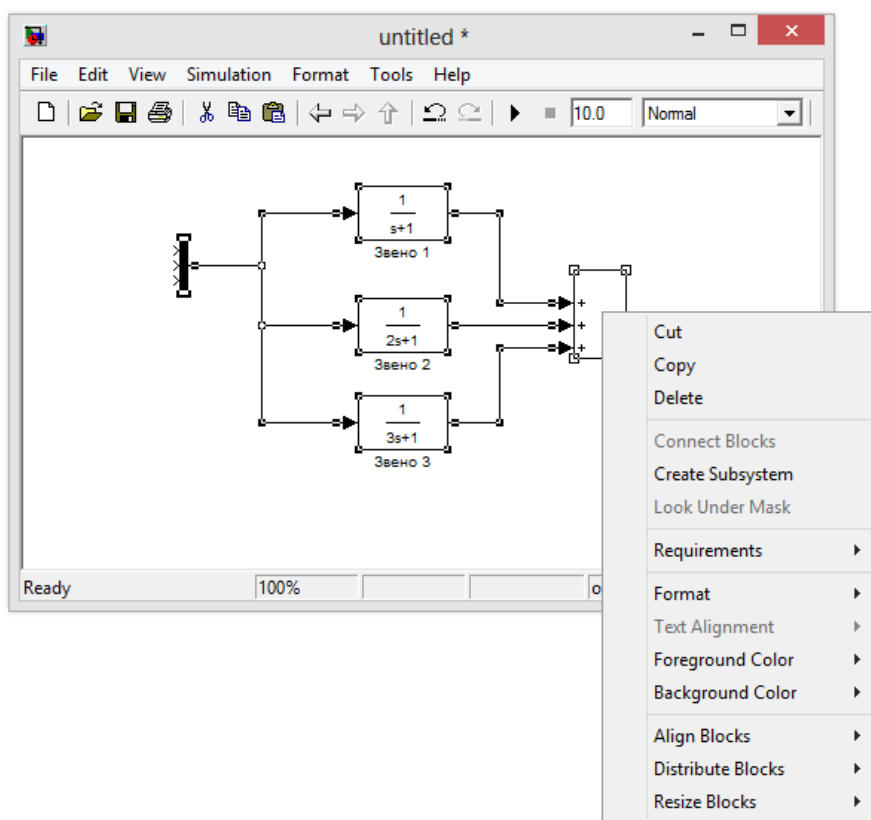 untitled *
File Edit View Simulation Format Tools Help
10.0 Normal
1
s+1
Звено 1
1
2s+1
Звено 2
1
3s+1
Звено 3
+
+
+
Cut
Copy
Delete
Connect Blocks
Create Subsystem
Look Under Mask
Requirements
Format
Text Alignment
Foreground Color
Background Color
Align Blocks
Distribute Blocks
Resize Blocks
Ready 100% o